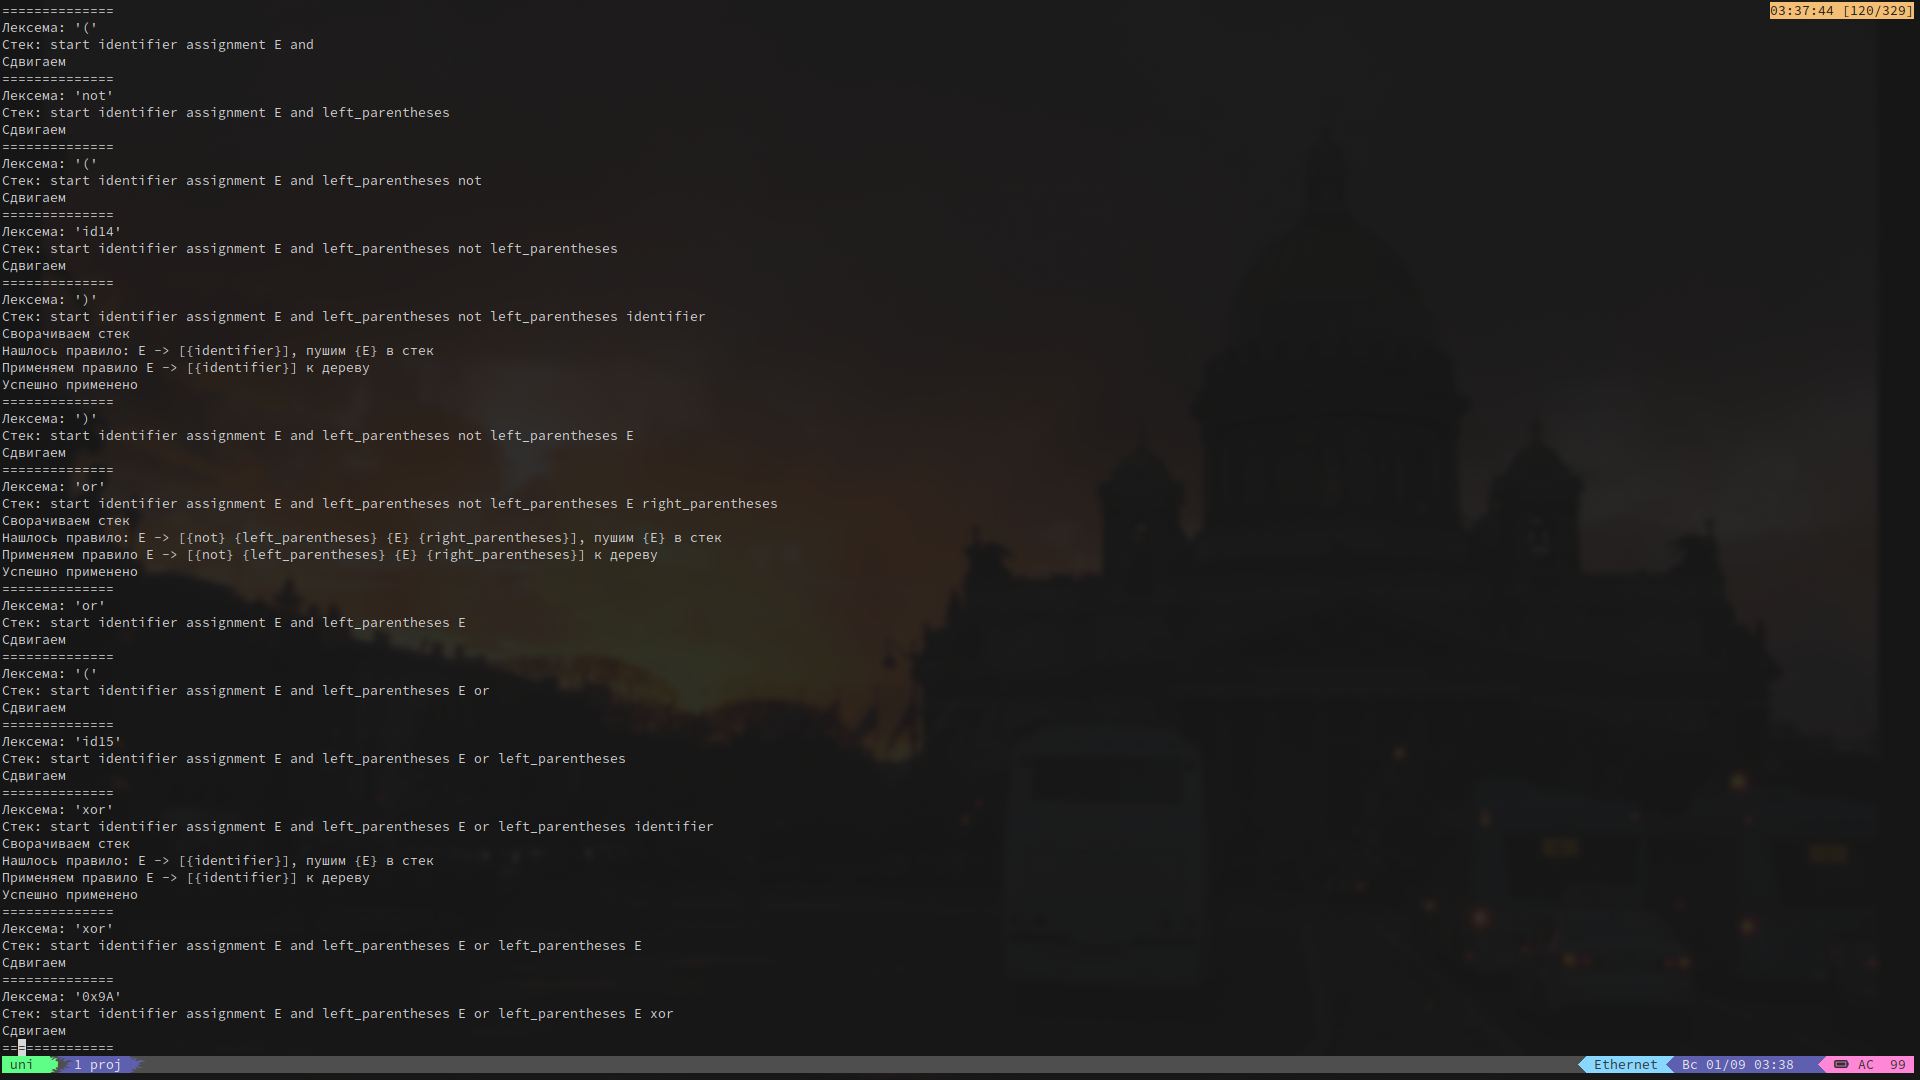 ==============
03:37:44 [120/329]
Лексема: '('
Стек: start identifier assignment E and
Сдвигаем
==============
Лексема: 'not'
Стек: start identifier assignment E and left_parentheses
Сдвигаем
==============
Лексема: '('
Стек: start identifier assignment E and left_parentheses not
Сдвигаем
==============
Лексема: 'id14'
Стек: start identifier assignment E and left_parentheses not left_parentheses
Сдвигаем
==============
Лексема: ')'
Стек: start identifier assignment E and left_parentheses not left_parentheses identifier
Сворачиваем стек
Нашлось правило: E -> [{identifier}], пушим {E} в стек
Применяем правило E -> [{identifier}] к дереву
Успешно применено
==============
Лексема: ')'
Стек: start identifier assignment E and left_parentheses not left_parentheses E
Сдвигаем
==============
Лексема: 'or'
Стек: start identifier assignment E and left_parentheses not left_parentheses E right_parentheses
Сворачиваем стек
Нашлось правило: E -> [{not} {left_parentheses} {E} {right_parentheses}], пушим {E} в стек
Применяем правило E -> [{not} {left_parentheses} {E} {right_parentheses}] к дереву
Успешно применено
==============
Лексема: 'or'
Стек: start identifier assignment E and left_parentheses E
Сдвигаем
==============
Лексема: '('
Стек: start identifier assignment E and left_parentheses E or
Сдвигаем
==============
Лексема: 'id15'
Стек: start identifier assignment E and left_parentheses E or left_parentheses
Сдвигаем
==============
Лексема: 'xor'
Стек: start identifier assignment E and left_parentheses E or left_parentheses identifier
Сворачиваем стек
Нашлось правило: E -> [{identifier}], пушим {E} в стек
Применяем правило E -> [{identifier}] к дереву
Успешно применено
==============
Лексема: 'xor'
Стек: start identifier assignment E and left_parentheses E or left_parentheses E
Сдвигаем
==============
Лексема: '0x9A'
Стек: start identifier assignment E and left_parentheses E or left_parentheses E xor
Сдвигаем
==============
uni 1 proj Ethernet Вс 01/09 03:38 AC 99